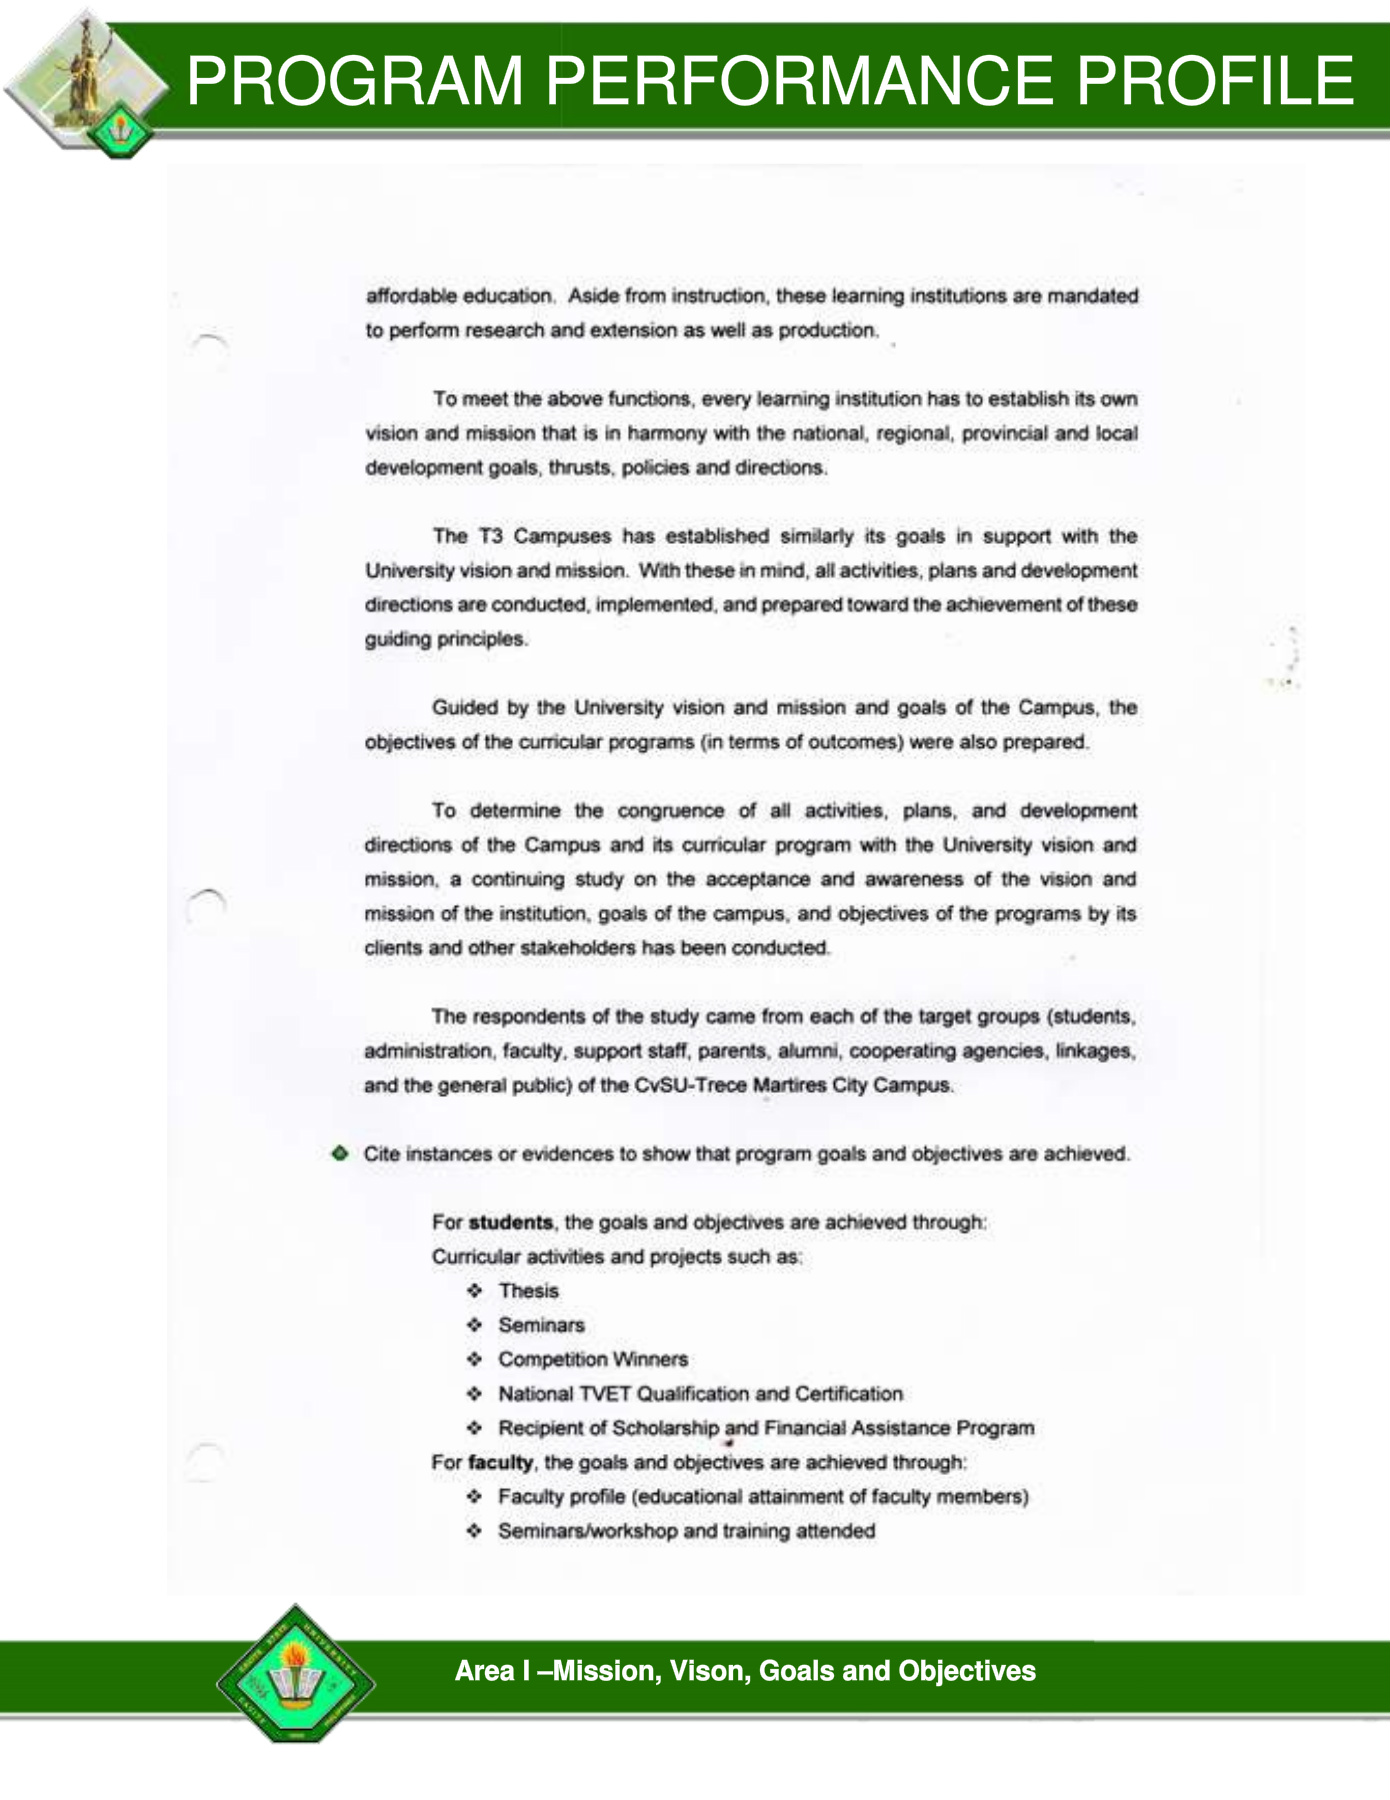 PROGRAM PERFORMANCE PROFILE
affordable education. Aside from instruction, these learning institutions are mandated
to perform research and extension as well as production.
To meet the above functions, every learning institution has to establish its own
vision and mission that is in harmony with the national, regional, provincial and local
development goals, thrusts, policies and directions.
The T3 Campuses has established similarly its goals in support with the
University vision and mission. With these in mind, all activities, plans and development
directions are conducted, implemented, and prepared toward the achievement of these
guiding principles.
Guided by the University vision and mission and goals of the Campus, the
objectives of the curricular programs (in terms of outcomes) were also prepared.
To determine the congruence of all activities, plans, and development
directions of the Campus and its curricular program with the University vision and
mission, a continuing study on the acceptance and awareness of the vision and
mission of the institution, goals of the campus, and objectives of the programs by its
clients and other stakeholders has been conducted.
The respondents of the study came from each of the target groups (students,
administration, faculty, support staff, parents, alumni, cooperating agencies, linkages,
and the general public) of the CvSU-Trece Martires City Campus.
Cite instances or evidences to show that program goals and objectives are achieved.
For students, the goals and objectives are achieved through:
Curricular activities and projects such as:
❖ Thesis
❖ Seminars
❖ Competition Winners
❖ National TVET Qualification and Certification
❖ Recipient of Scholarship and Financial Assistance Program
For faculty, the goals and objectives are achieved through:
❖ Faculty profile (educational attainment of faculty members)
❖ Seminars/workshop and training attended
Area I –Mission, Vison, Goals and Objectives